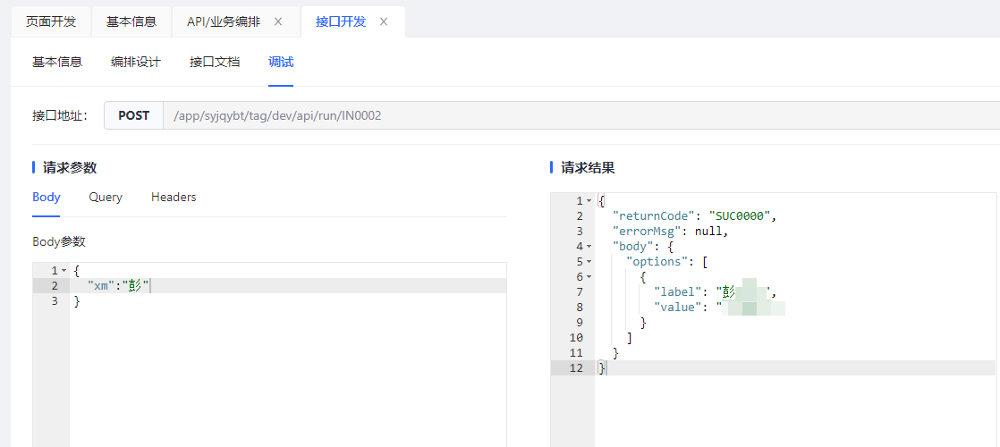 页面开发 基本信息 API/业务编排 × 接口开发 ×
基本信息 编排设计 接口文档 调试
接口地址： POST /app/syjqybt/tag/dev/api/run/IN0002
请求参数
Body Query Headers
Body参数
1 {
2 "xm":"彭"
3 }
请求结果
1 {
2 "returnCode": "SUC0000",
3 "errorMsg": null,
4 "body": {
5 "options": [
6 {
7 "label": "彭",
8 "value": "
9 }
10 ]
11 }
12 }